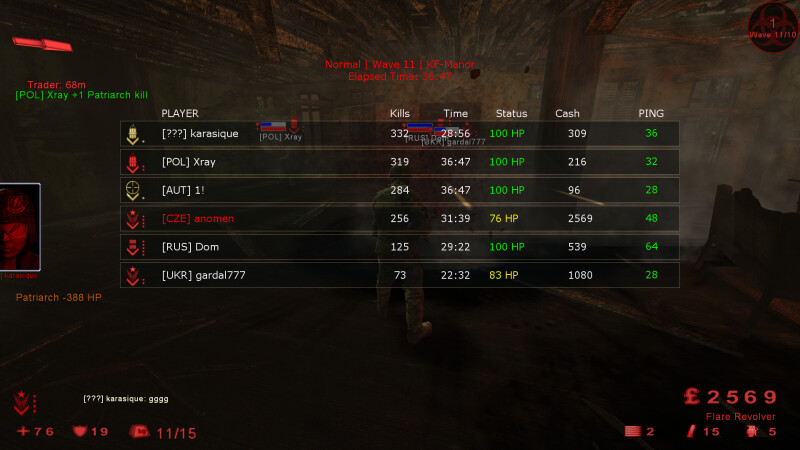 1
Wave 11/10
Normal | Wave 11 | KF-Manor
Elapsed Time: 36:47
Trader: 68m
[POL] Xray +1 Patriarch kill
PLAYER Kills Time Status Cash PING
[???] karasique 332 28:56 100 HP 309 36
[POL] Xray
gardal777
[POL] Xray 319 36:47 100 HP 216 32
[AUT] 1! 284 36:47 100 HP 96 28
[CZE] anomen 256 31:39 76 HP 2569 48
[RUS] Dom 125 29:22 100 HP 539 64
[UKR] gardal777 73 22:32 83 HP 1080 28
karasique
Patriarch -388 HP
[???] karasique: gggg
£2569
Flare Revolver
76 19 11/15 2 15 5